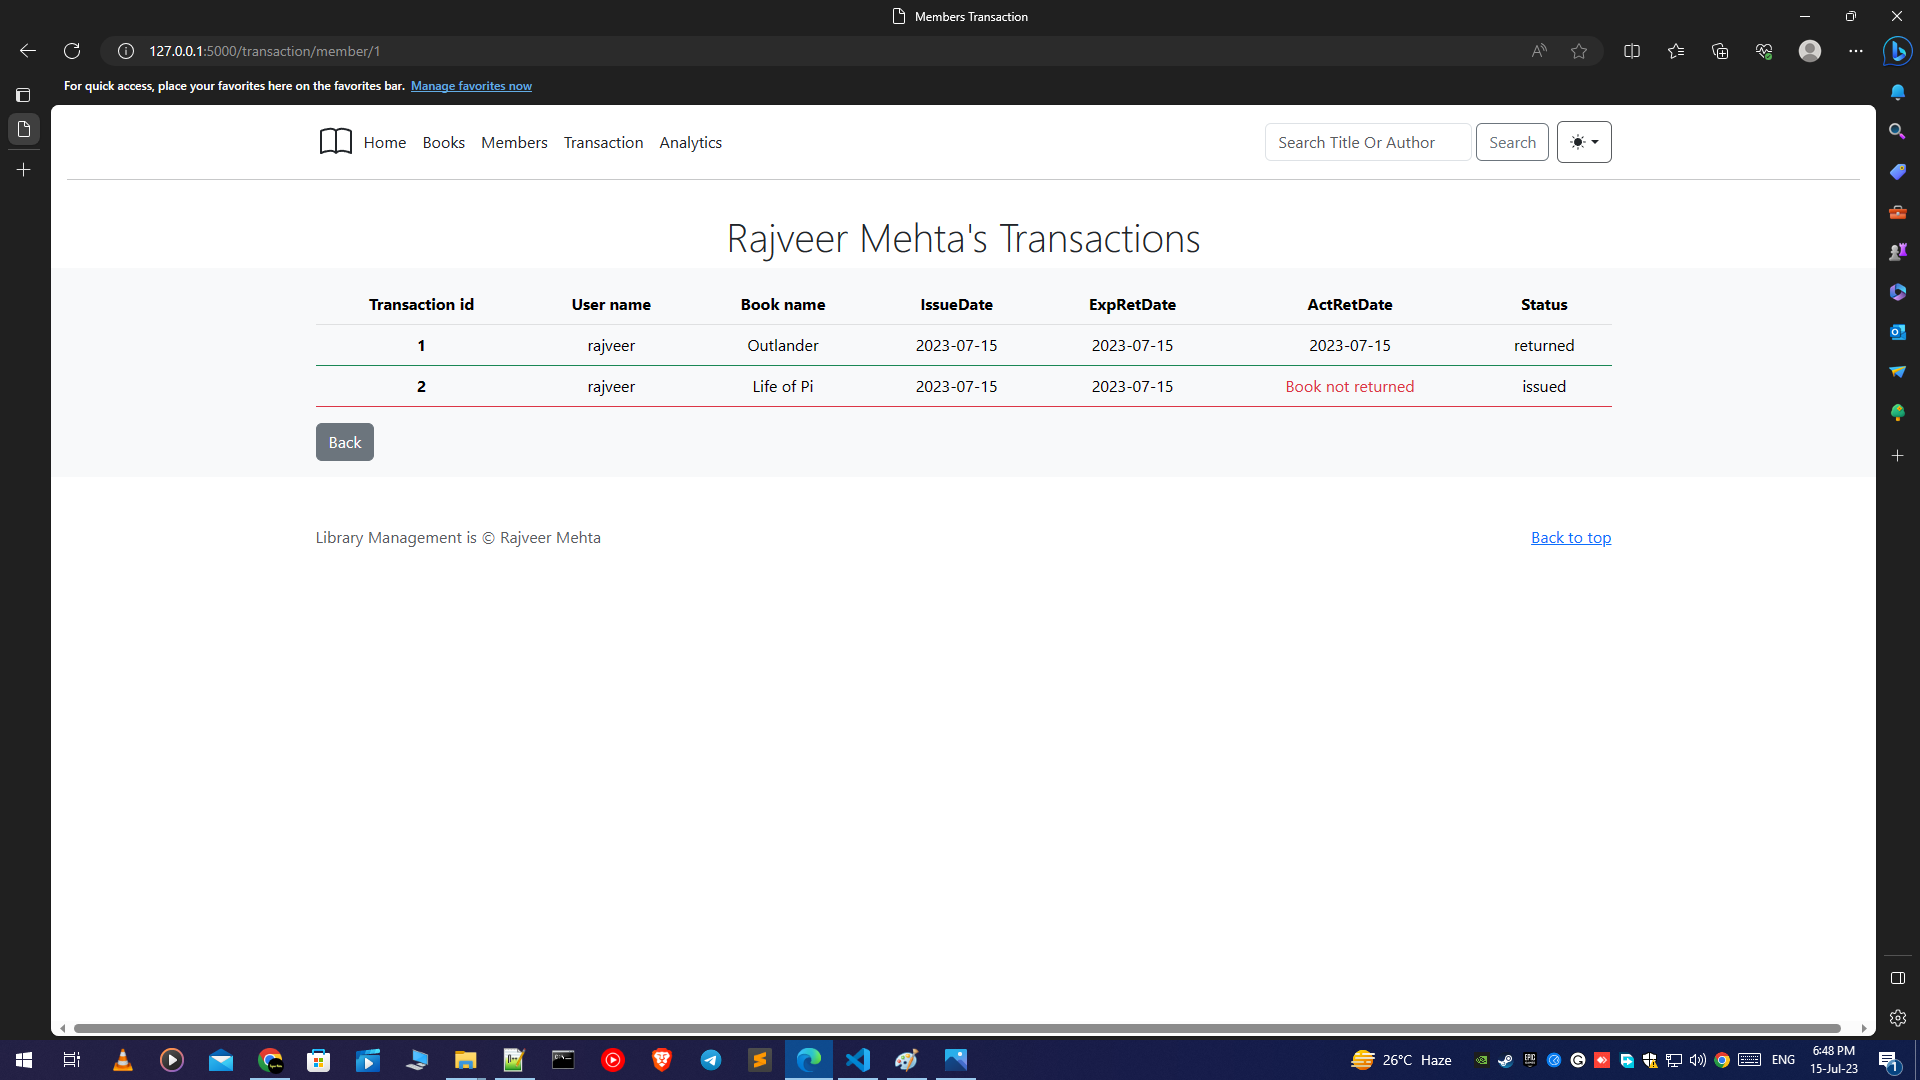 Members Transaction
127.0.0.1:5000/transaction/member/1
For quick access, place your favorites here on the favorites bar. Manage favorites now
Home Books Members Transaction Analytics Search Title Or Author Search
Rajveer Mehta's Transactions
Transaction id User name Book name IssueDate ExpRetDate ActRetDate Status
1 rajveer Outlander 2023-07-15 2023-07-15 2023-07-15 returned
2 rajveer Life of Pi 2023-07-15 2023-07-15 Book not returned issued
Back
Library Management is © Rajveer Mehta Back to top
26°C Haze ENG 6:48 PM
15-Jul-23 1